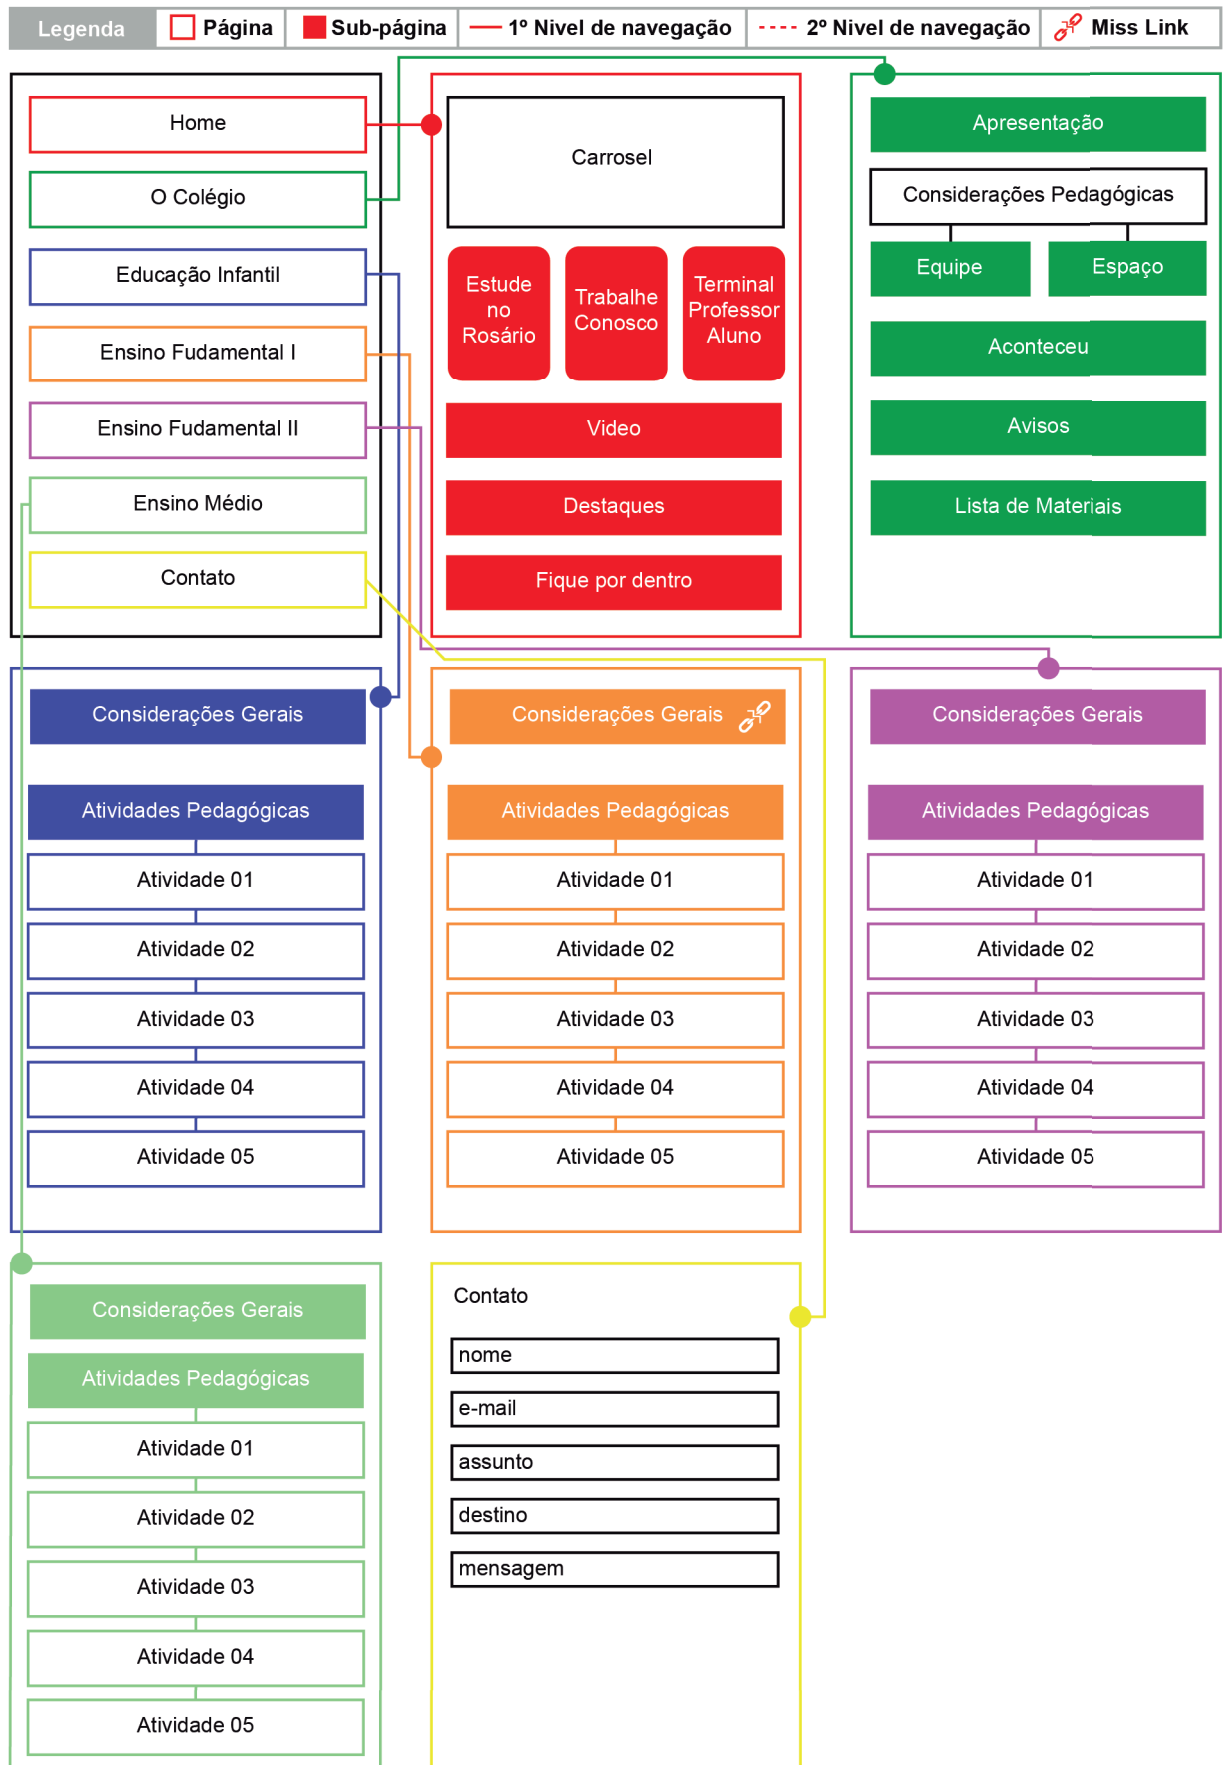 Legenda
Página
Sub-página
1º Nivel de navegação
2º Nivel de navegação
Miss Link
Home
O Colégio
Educação Infantil
Ensino Fudamental I
Ensino Fudamental II
Ensino Médio
Contato
Carrosel
Estude
no
Rosário
Trabalhe
Conosco
Terminal
Professor
Aluno
Video
Destaques
Fique por dentro
Apresentação
Considerações Pedagógicas
Equipe
Espaço
Aconteceu
Avisos
Lista de Materiais
Considerações Gerais
Atividades Pedagógicas
Atividade 01
Atividade 02
Atividade 03
Atividade 04
Atividade 05
Considerações Gerais
Atividades Pedagógicas
Atividade 01
Atividade 02
Atividade 03
Atividade 04
Atividade 05
Considerações Gerais
Atividades Pedagógicas
Atividade 01
Atividade 02
Atividade 03
Atividade 04
Atividade 05
Considerações Gerais
Atividades Pedagógicas
Atividade 01
Atividade 02
Atividade 03
Atividade 04
Atividade 05
Contato
nome
e-mail
assunto
destino
mensagem